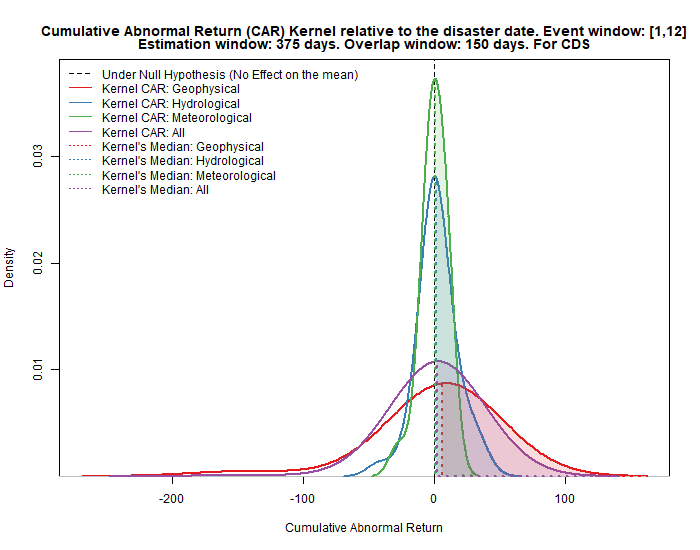 Cumulative Abnormal Return (CAR) Kernel relative to the disaster date. Event window: [1,12]
Estimation window: 375 days. Overlap window: 150 days. For CDS
Under Null Hypothesis (No Effect on the mean)
Kernel CAR: Geophysical
Kernel CAR: Hydrological
Kernel CAR: Meteorological
Kernel CAR: All
Kernel's Median: Geophysical
Kernel's Median: Hydrological
Kernel's Median: Meteorological
Kernel's Median: All
Density
0.03
0.02
0.01
-200
-100
0
100
Cumulative Abnormal Return